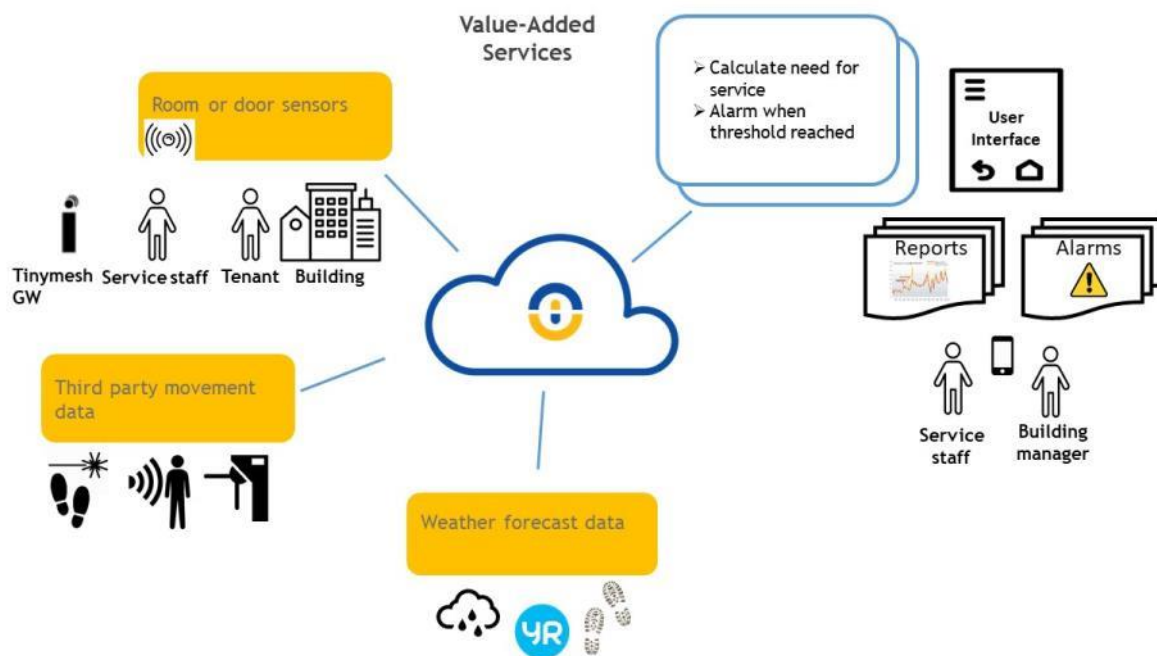 Value-Added
Services
➢ Calculate need for
service
➢ Alarm when
threshold reached
User
Interface
Room or door sensors
Tinymesh
GW
Service staff
Tenant
Building
Reports
Alarms
Third party movement
data
Service
staff
Building
manager
Weather forecast data
YR